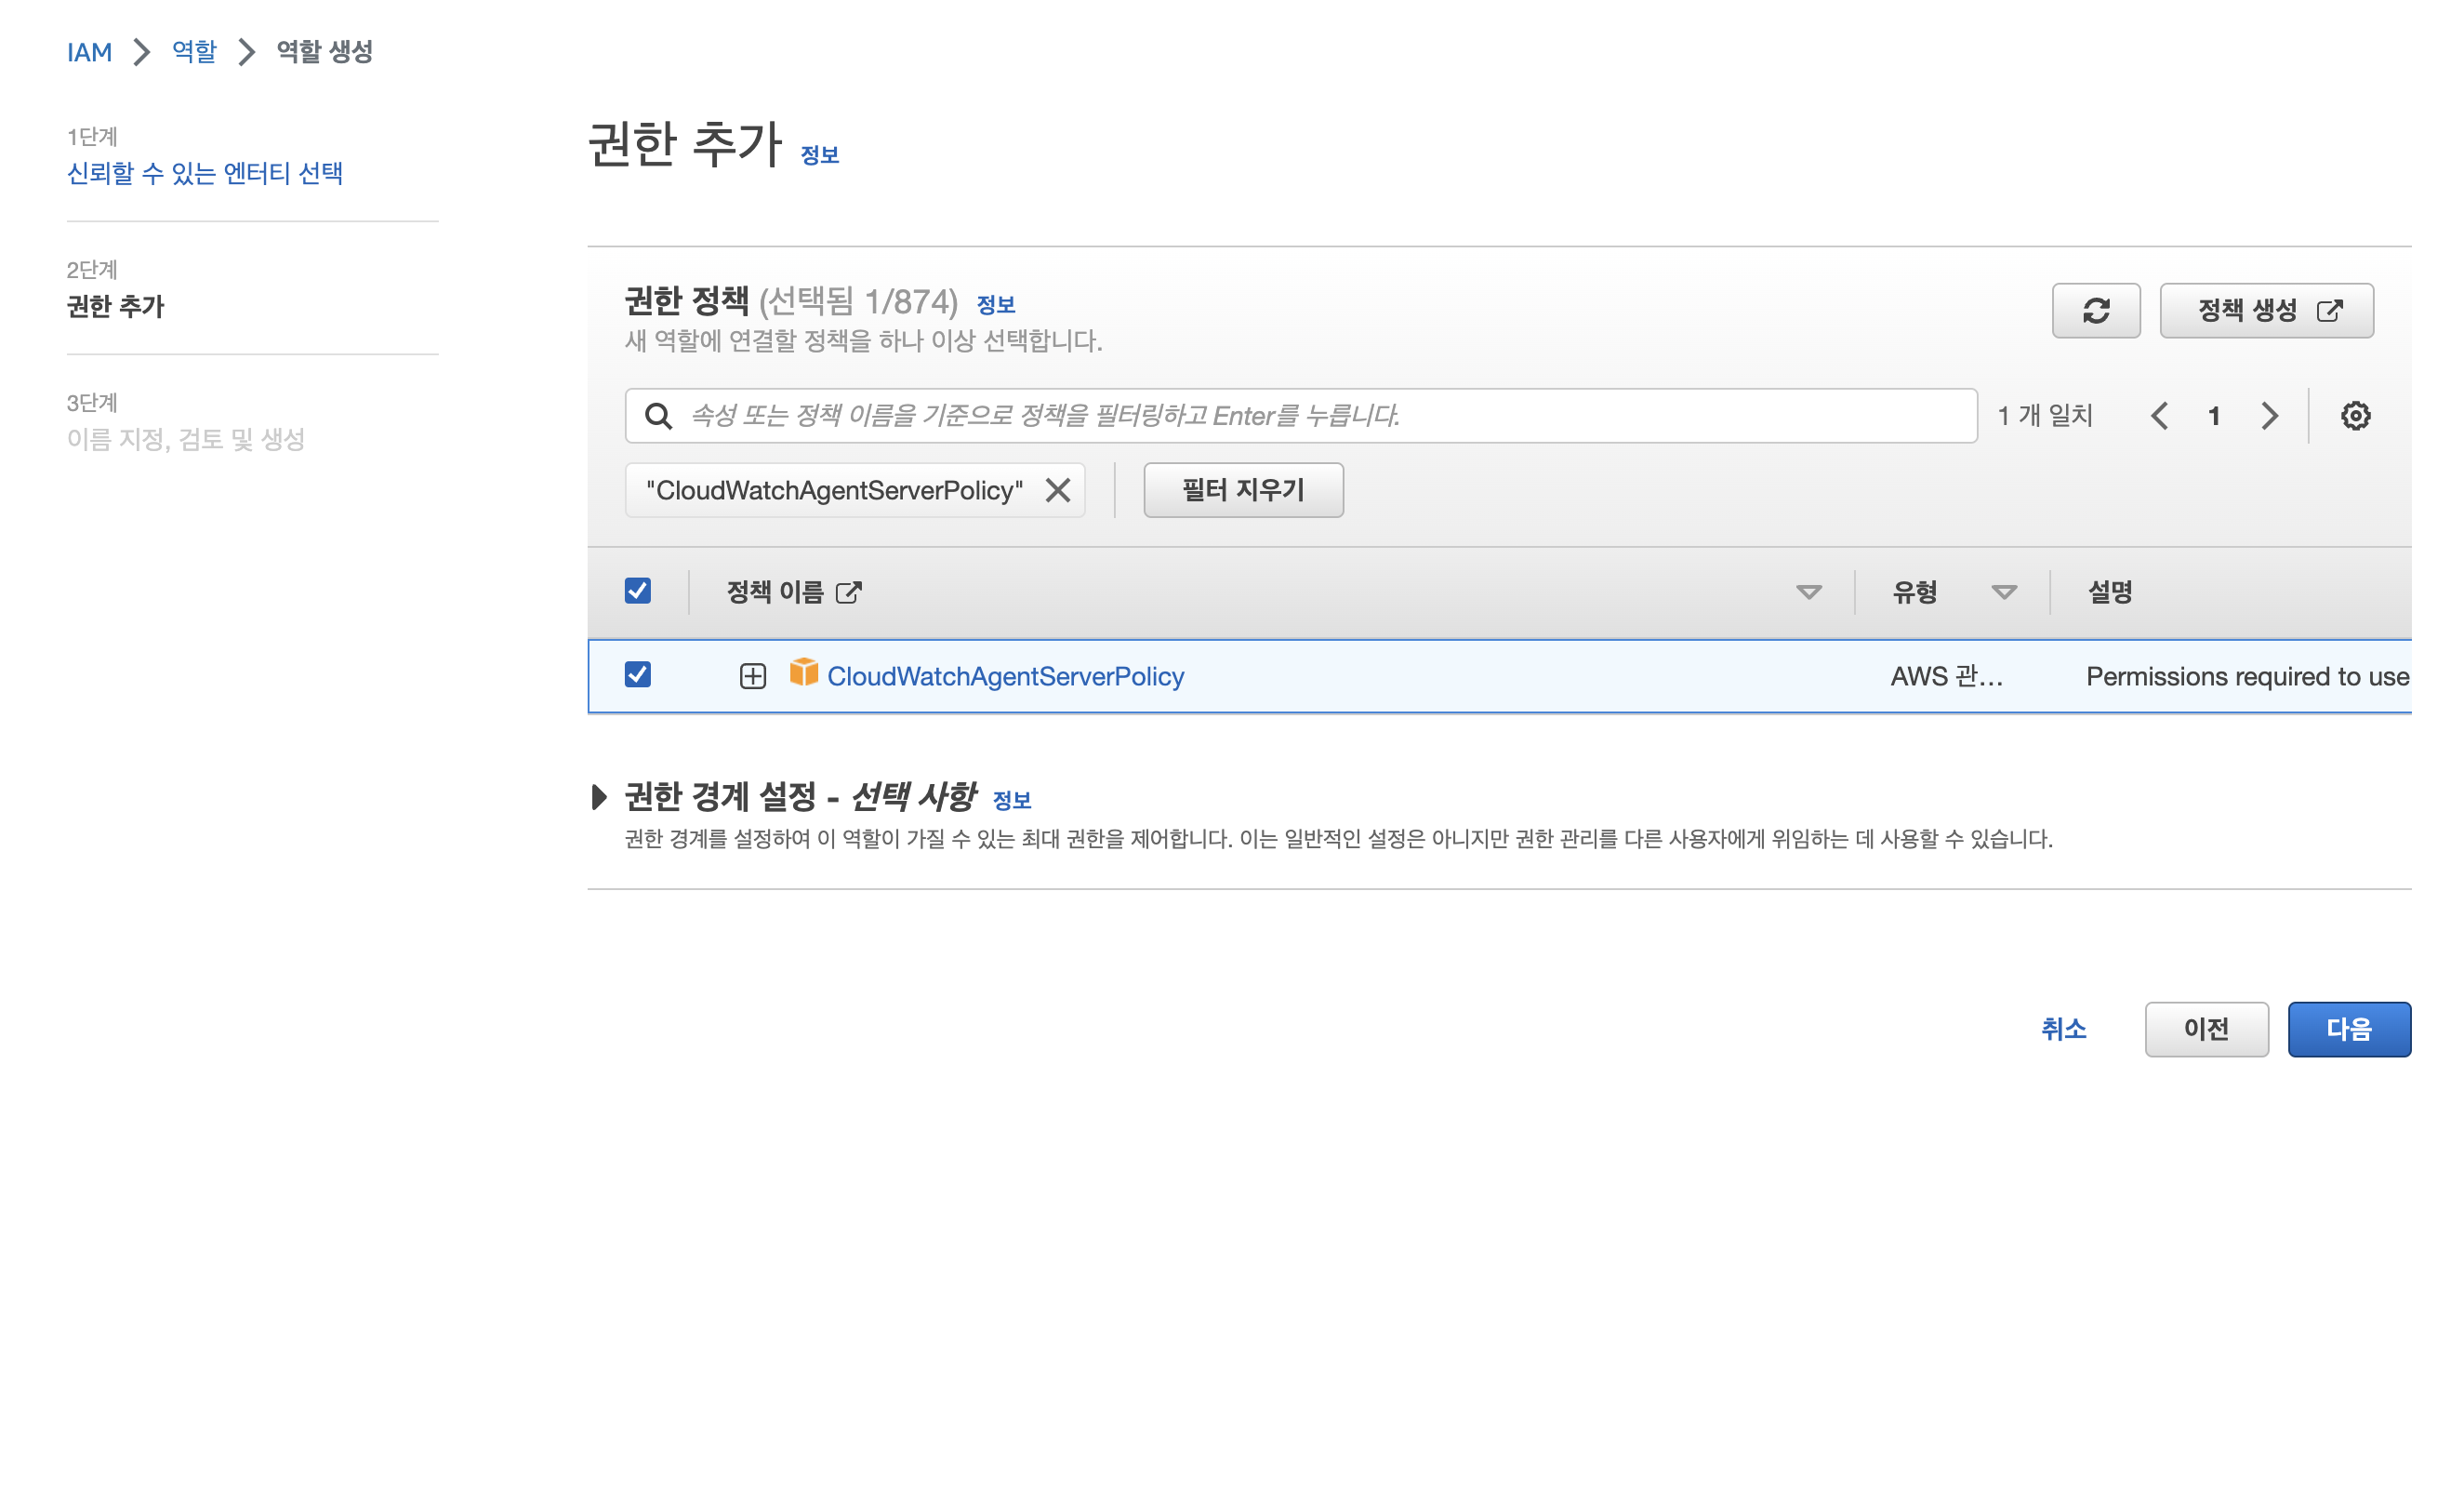 IAM > 역할 > 역할 생성
1단계
신뢰할 수 있는 엔터티 선택
2단계
권한 추가
3단계
이름 지정, 검토 및 생성
권한 추가 정보
권한 정책 (선택됨 1/874) 정보
새 역할에 연결할 정책을 하나 이상 선택합니다.
정책 생성
속성 또는 정책 이름을 기준으로 정책을 필터링하고 Enter를 누릅니다.
1 개 일치
1
"CloudWatchAgentServerPolicy"
필터 지우기
정책 이름 유형 설명
CloudWatchAgentServerPolicy AWS 관... Permissions required to use
권한 경계 설정 - 선택 사항 정보
권한 경계를 설정하여 이 역할이 가질 수 있는 최대 권한을 제어합니다. 이는 일반적인 설정은 아니지만 권한 관리를 다른 사용자에게 위임하는 데 사용할 수 있습니다.
취소 이전 다음